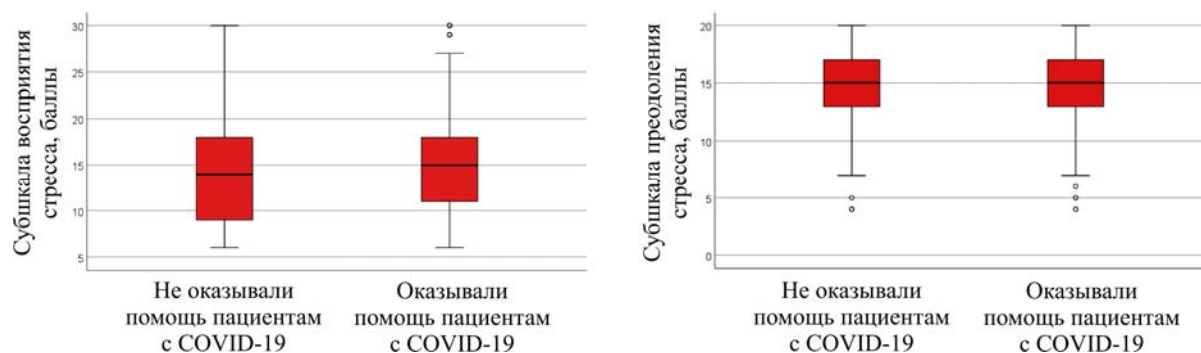 Субшкала восприятия
стресса, баллы
30
25
20
15
10
5
Не оказывали
помощь пациентам
с COVID-19
Оказывали
помощь пациентам
с COVID-19
Субшкала преодоления
стресса, баллы
20
15
10
5
0
Не оказывали
помощь пациентам
с COVID-19
Оказывали
помощь пациентам
с COVID-19